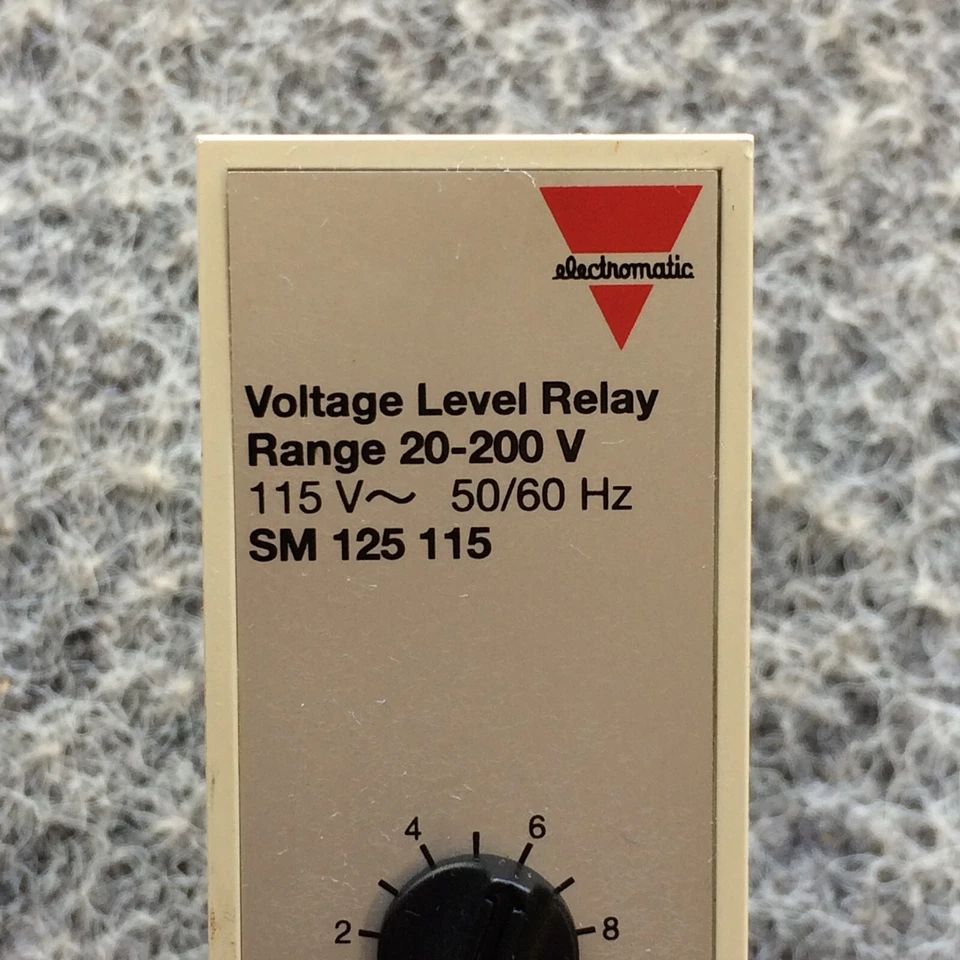 electromatic
Voltage Level Relay
Range 20-200 V
115 V~ 50/60 Hz
SM 125 115
4 6
2 8